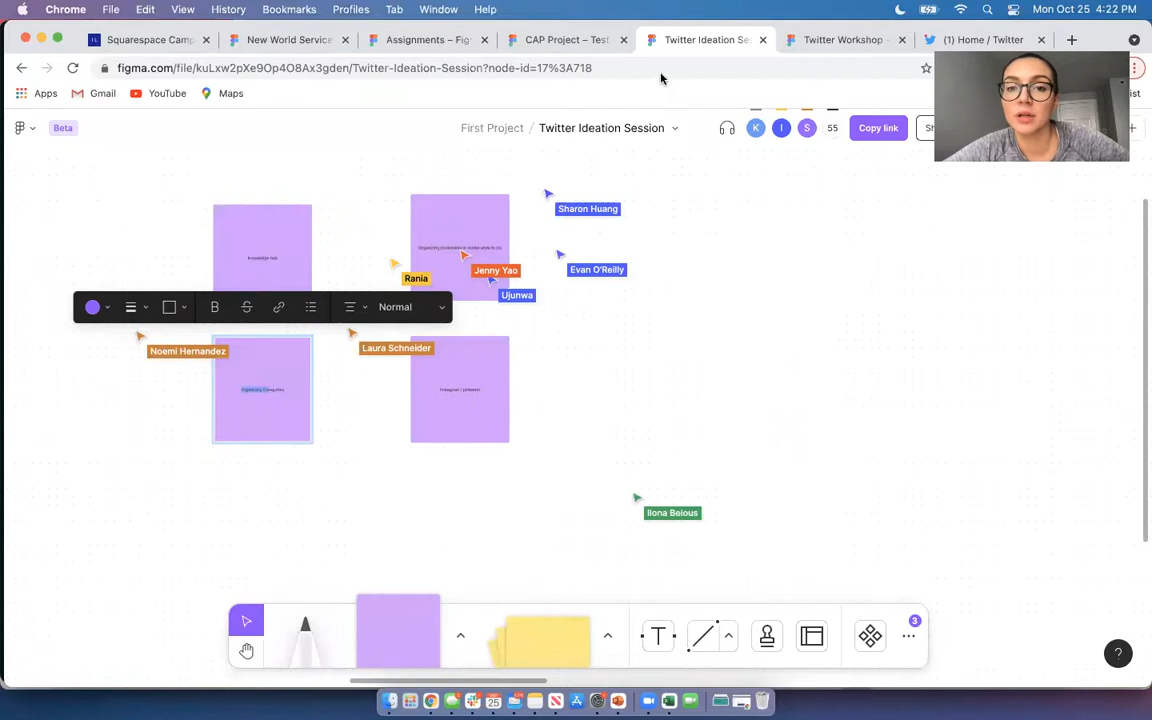 Chrome File Edit View History Bookmarks Profiles Tab Window Help Mon Oct 25 4:22 PM
Squarespace Camp New World Service Assignments – Fig CAP Project – Test Twitter Ideation Ses Twitter Workshop (1) Home / Twitter
figma.com/file/kuLxw2pXe9Op4O8Ax3gden/Twitter-Ideation-Session?node-id=17%3A718
Apps Gmail YouTube Maps
Beta First Project / Twitter Ideation Session K I S 55 Copy link
Sharon Huang
Knowledge Hub
Evan O'Reilly
Jenny Yao
Rania
Ujunwa
B S Normal
Laura Schneider
Noemi Hernandez
Ilona Belous
T 3
?